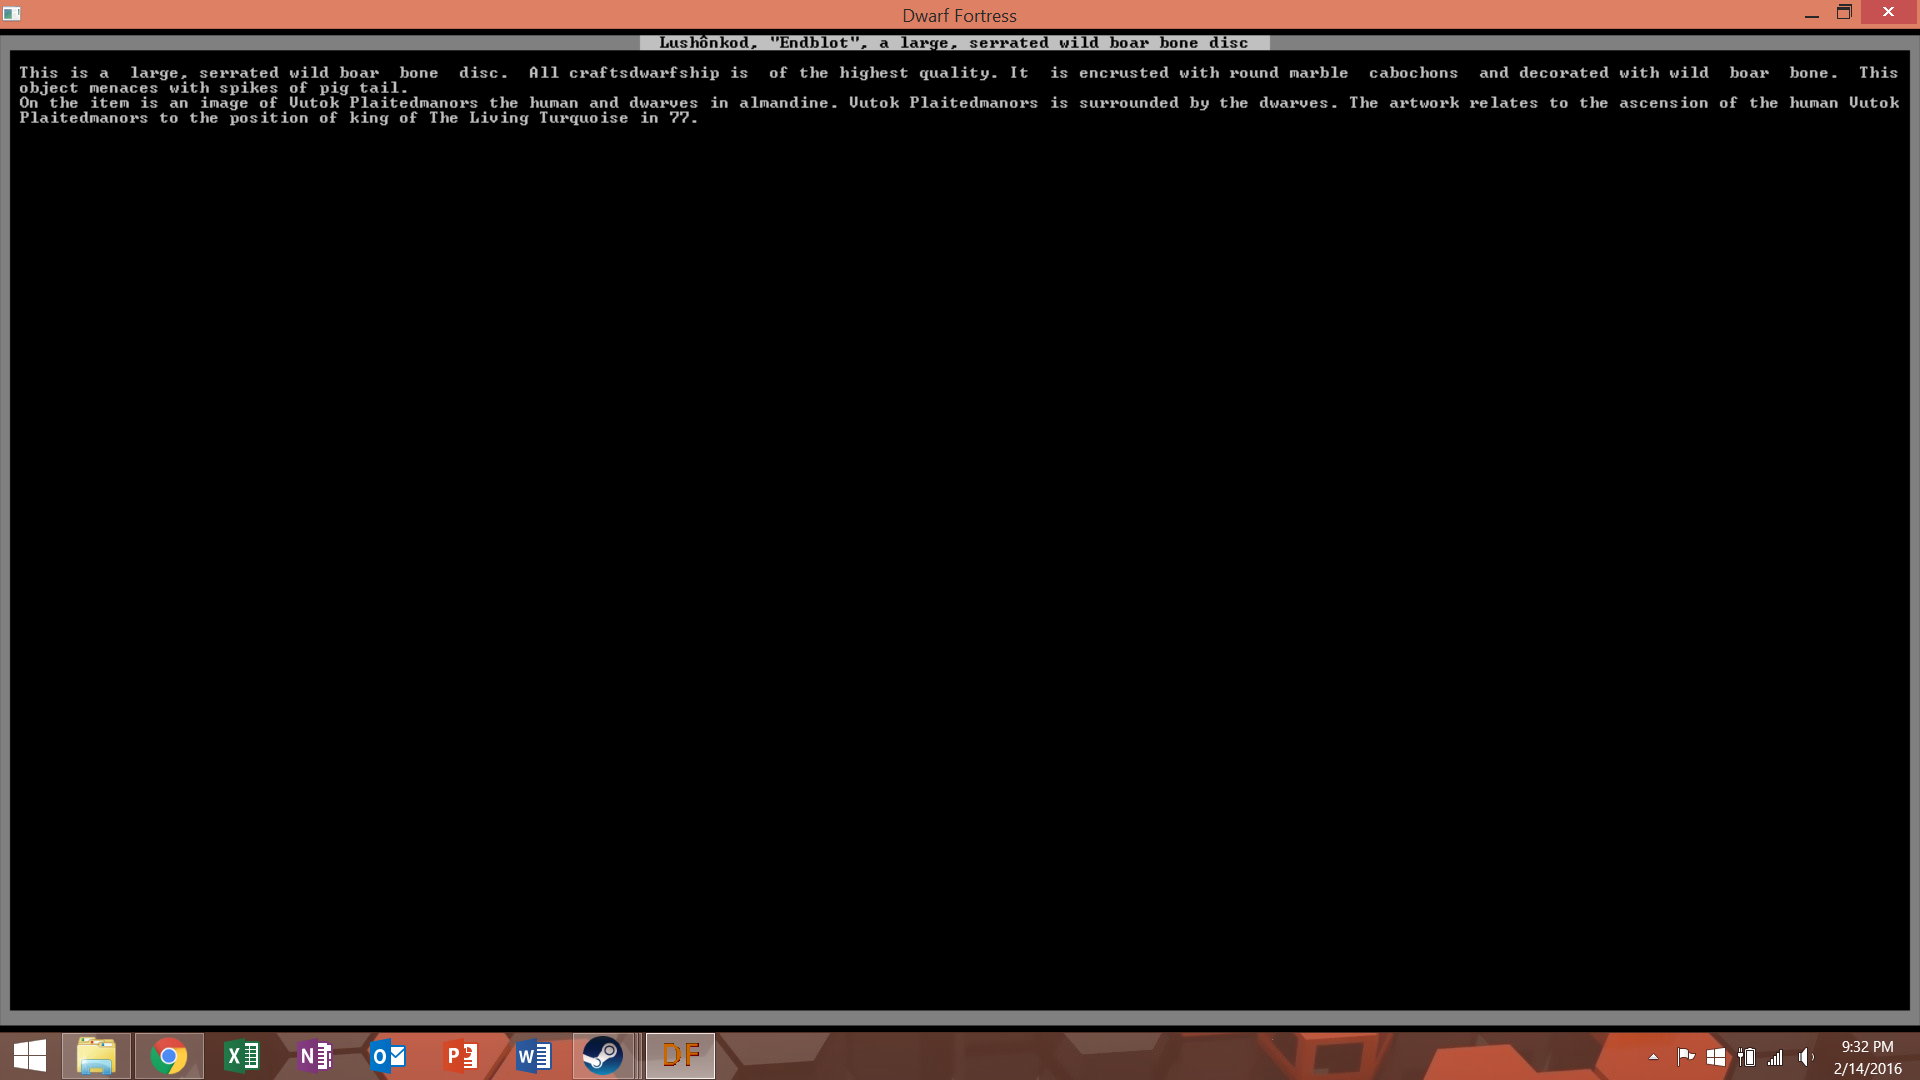 Dwarf Fortress
Lushônkod, "Endblot", a large, serrated wild boar bone disc
This is a large, serrated wild boar bone disc. All craftsdwarfship is of the highest quality. It is encrusted with round marble cabochons and decorated with wild boar bone. This
object menaces with spikes of pig tail.
On the item is an image of Vutok Plaitedmanors the human and dwarves in almandine. Vutok Plaitedmanors is surrounded by the dwarves. The artwork relates to the ascension of the human Vutok
Plaitedmanors to the position of king of The Living Turquoise in 77.
DF
9:32 PM
2/14/2016